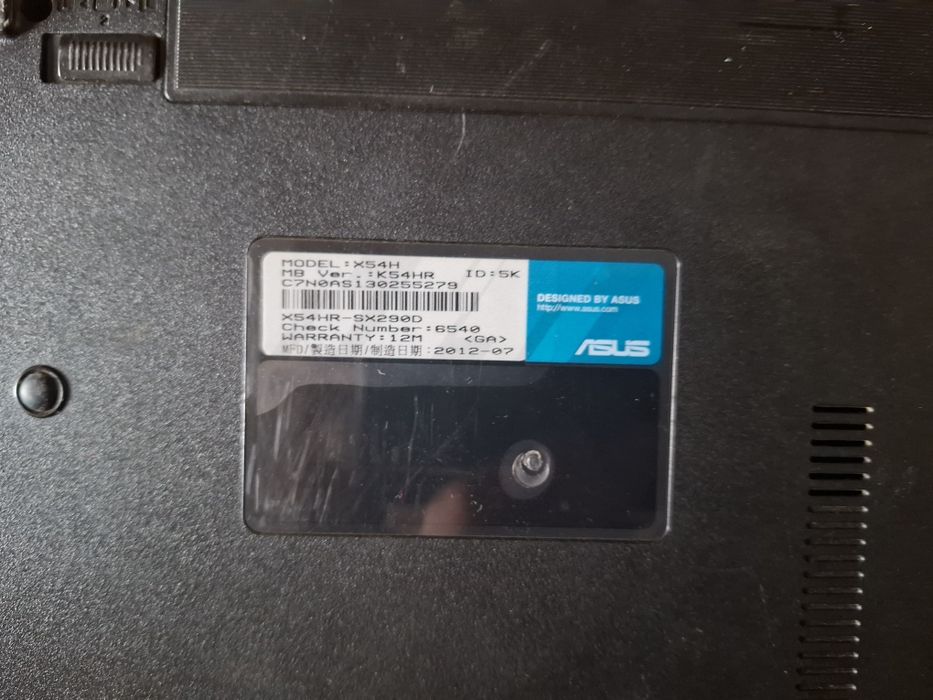 2
MODEL:X54H
MB Ver.:K54HR ID:5K
C7N0AS130255279
X54HR-SX290D
Check Number:6540
WARRANTY:12M <GA>
MFD/製造日期/制造日期:2012-07
DESIGNED BY ASUS
http://www.asus.com
ASUS